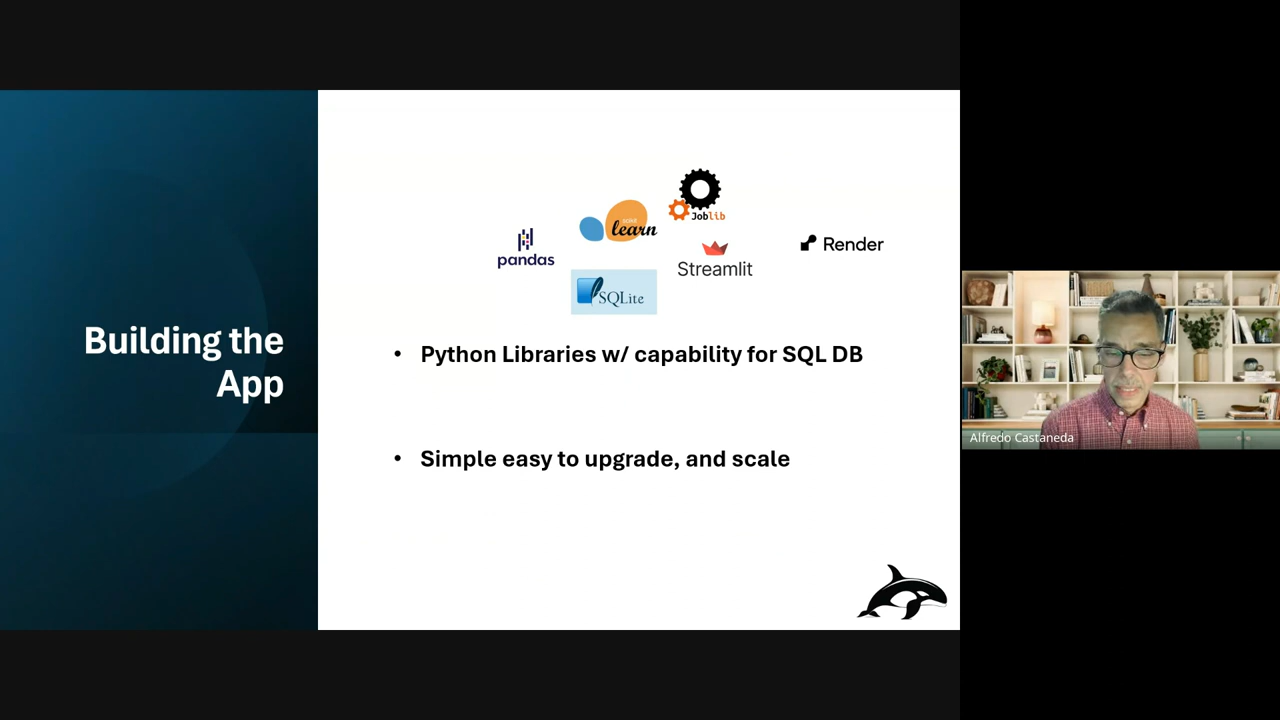 Building the
App
Joblib
scikit
learn
pandas
Streamlit
Render
SQLite
• Python Libraries w/ capability for SQL DB
• Simple easy to upgrade, and scale
Alfredo Castaneda